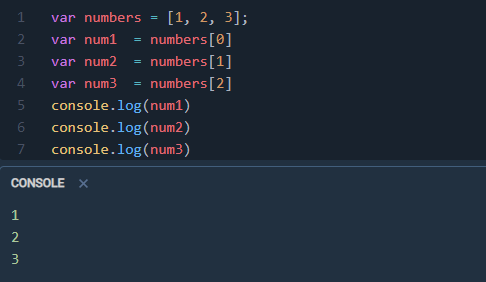 1 var numbers = [1, 2, 3];
2 var num1  = numbers[0]
3 var num2  = numbers[1]
4 var num3  = numbers[2]
5 console.log(num1)
6 console.log(num2)
7 console.log(num3)
CONSOLE ×
1
2
3